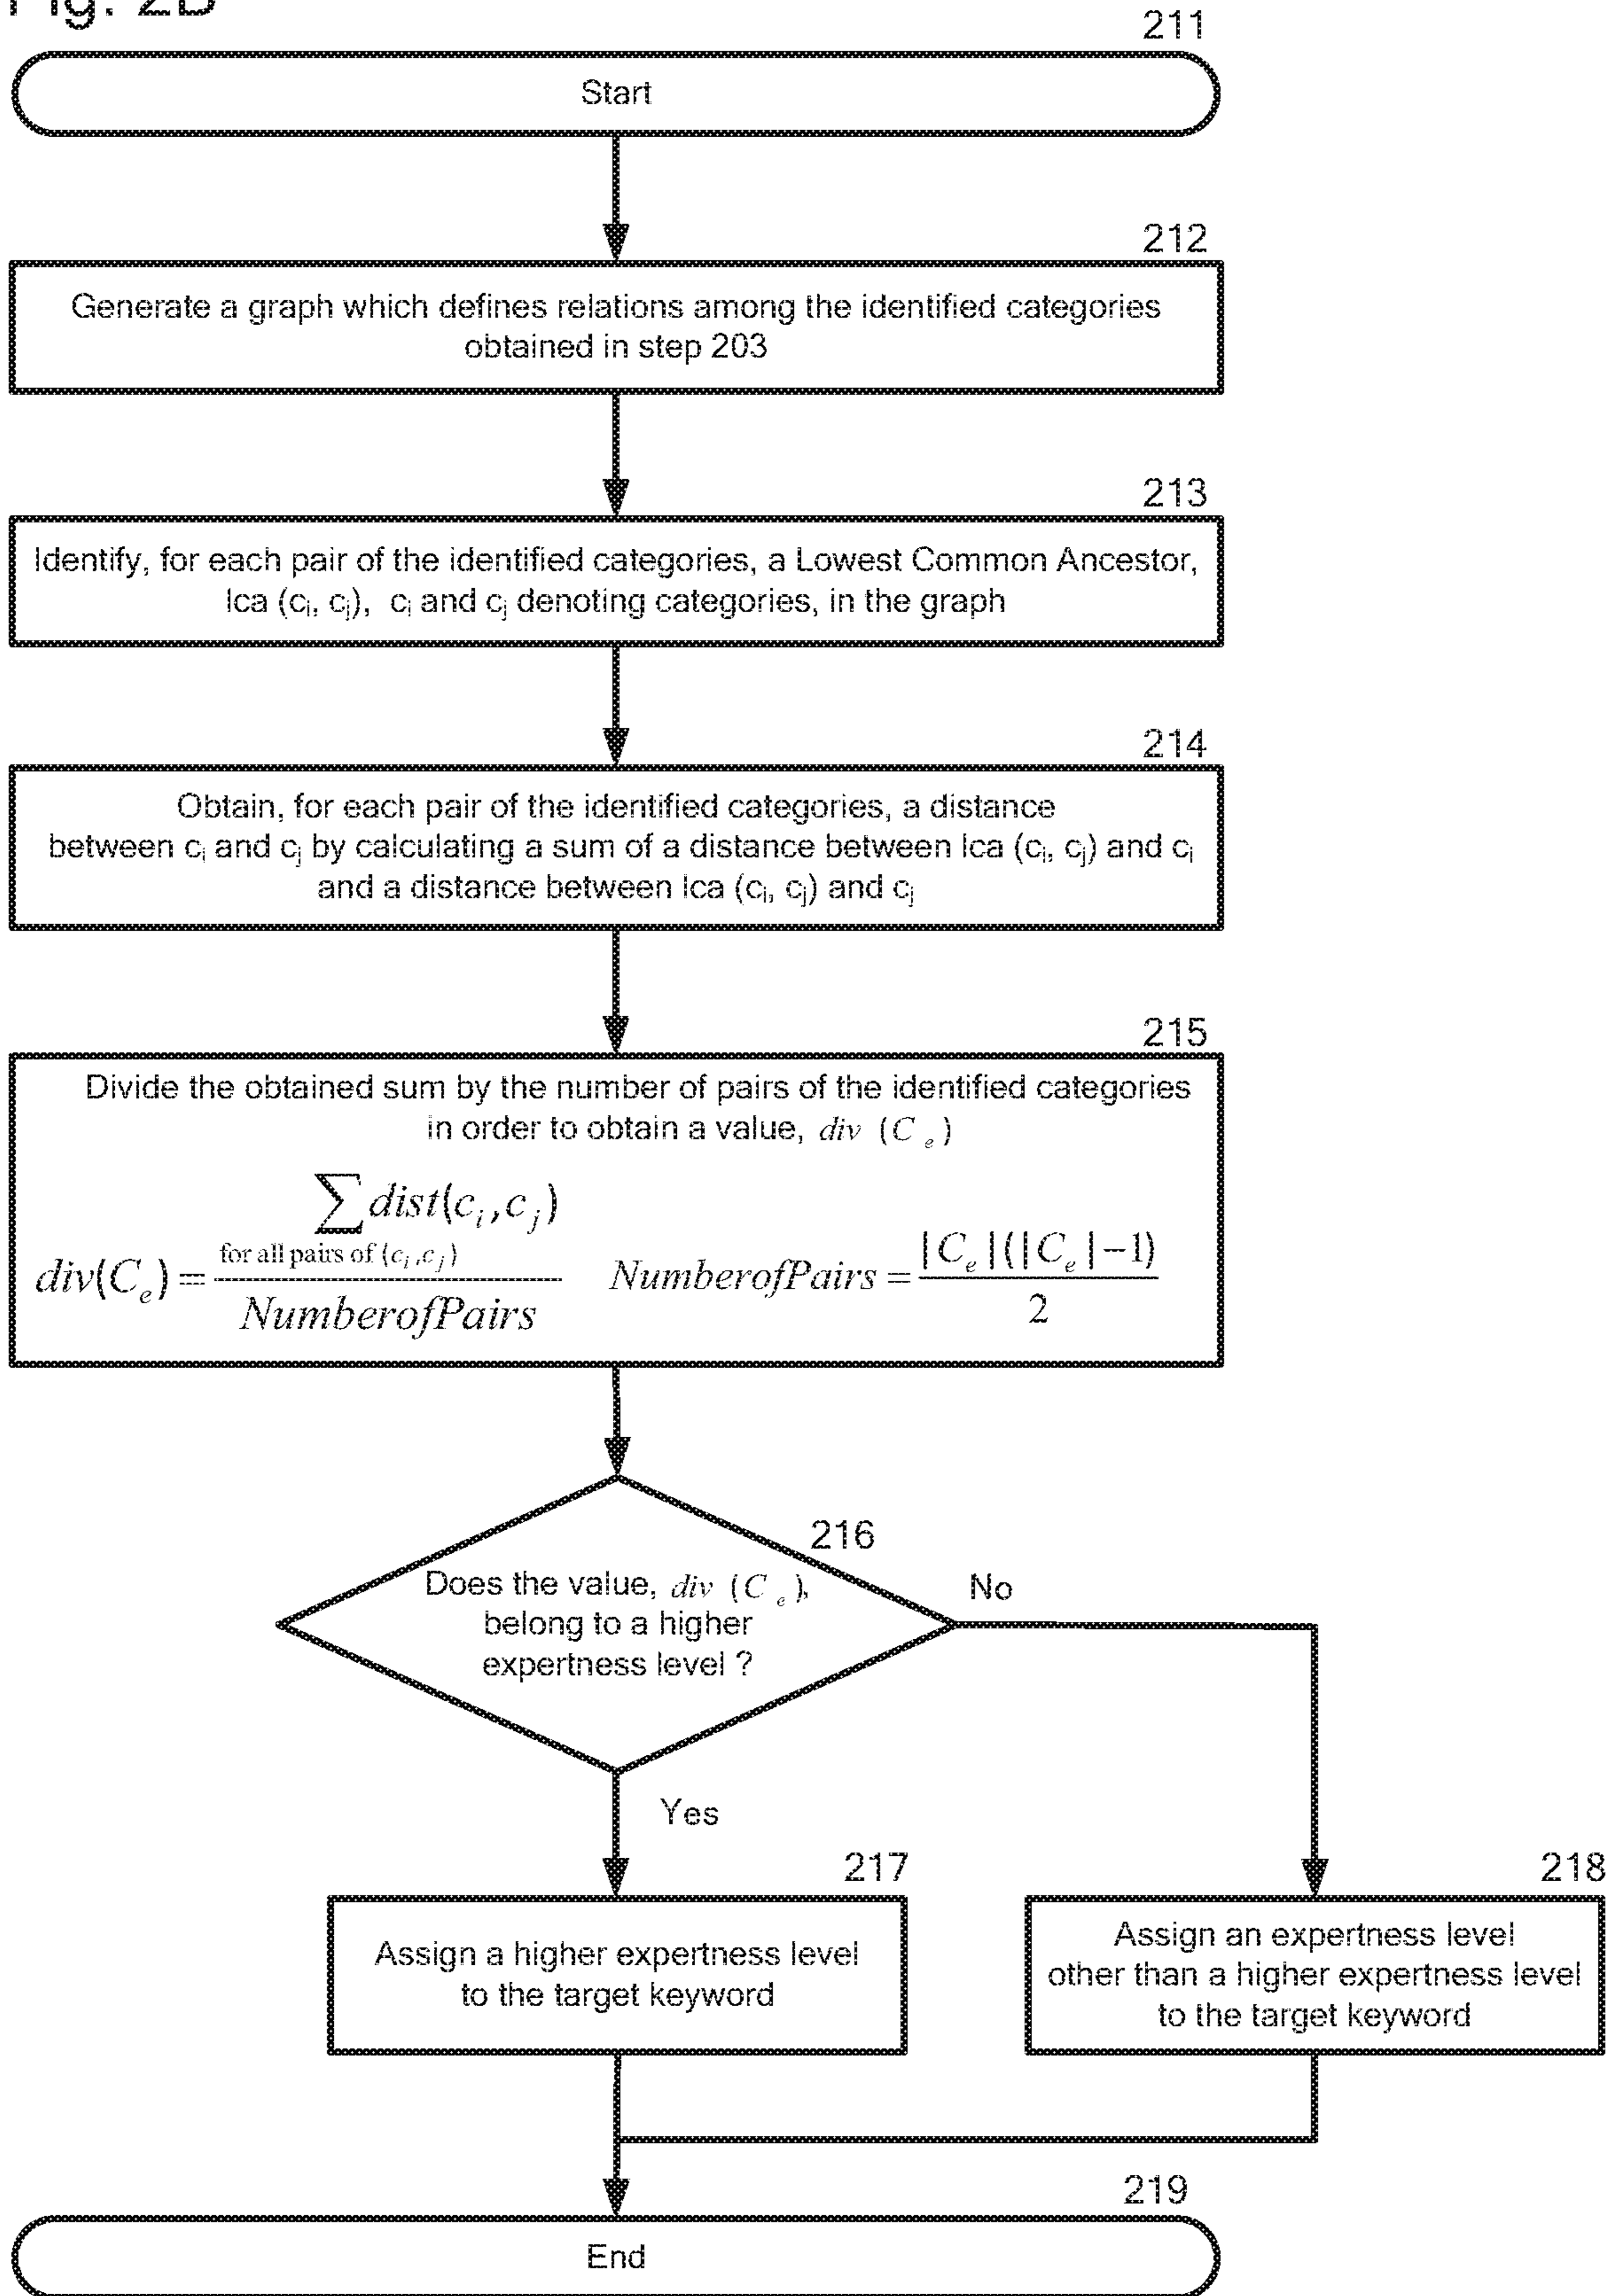 Fig. 2B
211
Start
212
Generate a graph which defines relations among the identified categories
obtained in step 203
213
Identify, for each pair of the identified categories, a Lowest Common Ancestor,
lca (ci, cj), ci and cj denoting categories, in the graph
214
Obtain, for each pair of the identified categories, a distance
between ci and cj by calculating a sum of a distance between lca (ci, cj) and ci
and a distance between lca (ci, cj) and cj
215
Divide the obtained sum by the number of pairs of the identified categories
in order to obtain a value, div (Ce)
∑dist(ci,cj)
for all pairs of (ci,cj)
div(Ce) =
NumberofPairs
NumberofPairs = |Ce|(|Ce|−1)
2
216
Does the value, div (Ce),
belong to a higher
expertness level ?
No
Yes
217
Assign a higher expertness level
to the target keyword
218
Assign an expertness level
other than a higher expertness level
to the target keyword
219
End